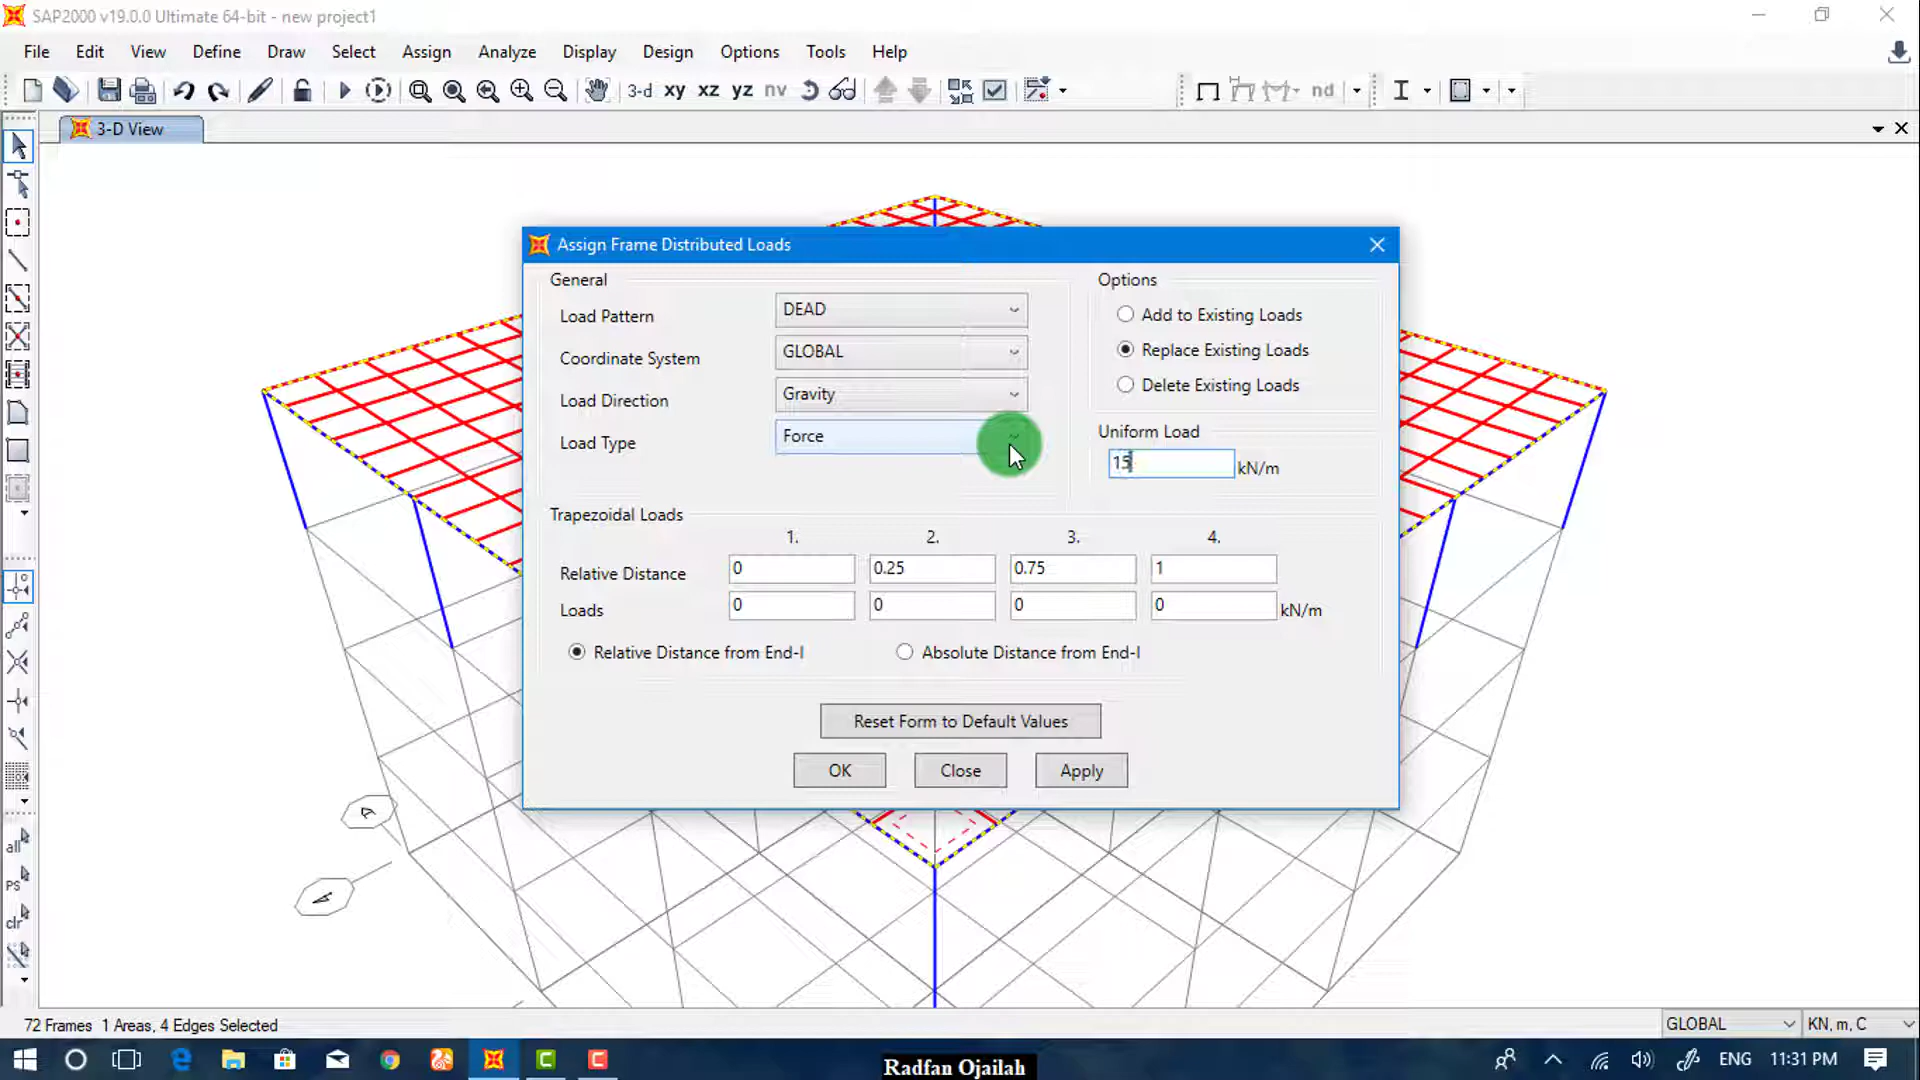 SAP2000 v19.0.0 Ultimate 64-bit - new project1
File Edit View Define Draw Select Assign Analyze Display Design Options Tools Help
3-d xy xz yz nv nd
3-D View
Assign Frame Distributed Loads
General
Load Pattern DEAD
Coordinate System GLOBAL
Load Direction Gravity
Load Type Force
Options
Add to Existing Loads
Replace Existing Loads
Delete Existing Loads
Uniform Load
15 kN/m
Trapezoidal Loads
1. 2. 3. 4.
Relative Distance 0 0.25 0.75 1
Loads 0 0 0 0 kN/m
Relative Distance from End-I Absolute Distance from End-I
Reset Form to Default Values
OK Close Apply
all
PS
clr
A
72 Frames 1 Areas, 4 Edges Selected
GLOBAL KN, m, C
Radfan Ojailah
ENG 11:31 PM